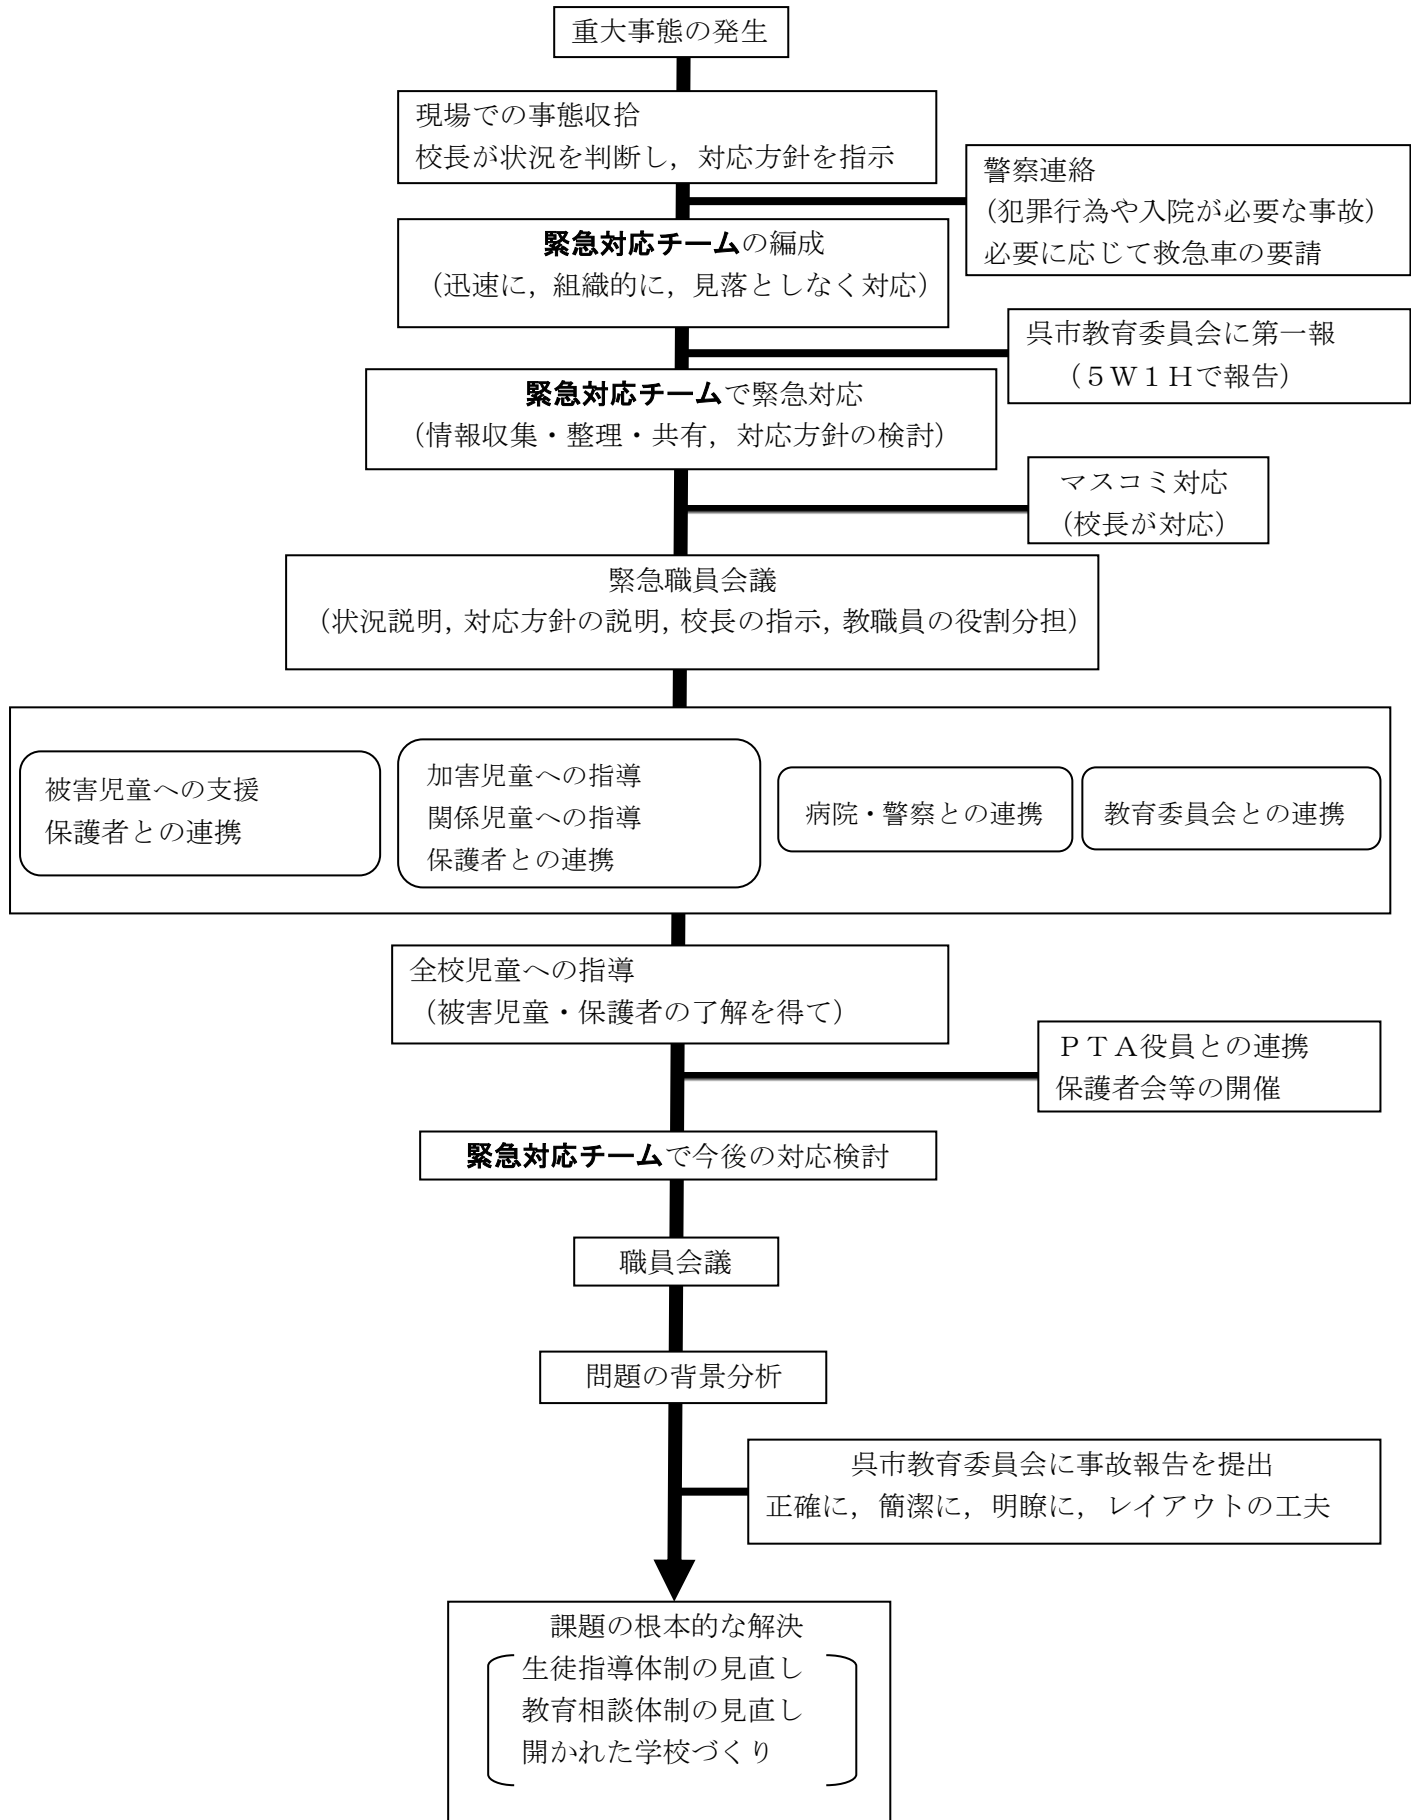 重大事態の発生
現場での事態収拾
校長が状況を判断し，対応方針を指示
警察連絡
（犯罪行為や入院が必要な事故）
必要に応じて救急車の要請
緊急対応チームの編成
（迅速に，組織的に，見落としなく対応）
呉市教育委員会に第一報
（５Ｗ１Ｈで報告）
緊急対応チームで緊急対応
（情報収集・整理・共有，対応方針の検討）
マスコミ対応
（校長が対応）
緊急職員会議
（状況説明，対応方針の説明，校長の指示，教職員の役割分担）
被害児童への支援
保護者との連携
加害児童への指導
関係児童への指導
保護者との連携
病院・警察との連携
教育委員会との連携
全校児童への指導
（被害児童・保護者の了解を得て）
ＰＴＡ役員との連携
保護者会等の開催
緊急対応チームで今後の対応検討
職員会議
問題の背景分析
呉市教育委員会に事故報告を提出
正確に，簡潔に，明瞭に，レイアウトの工夫
課題の根本的な解決
生徒指導体制の見直し
教育相談体制の見直し
開かれた学校づくり